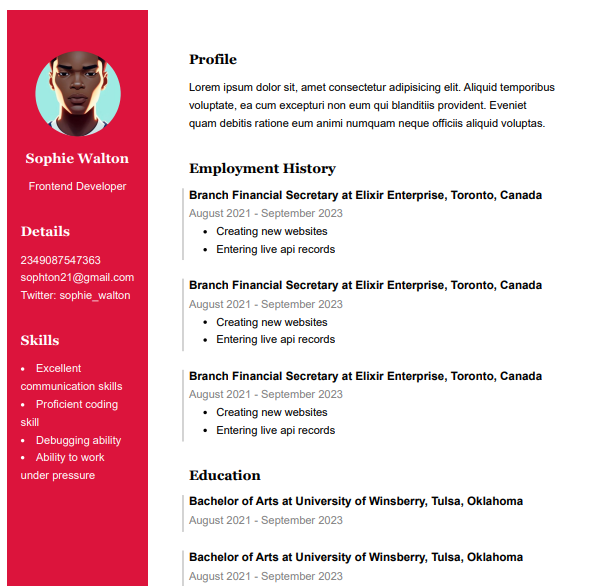 Sophie Walton
Frontend Developer
Details
2349087547363
sophton21@gmail.com
Twitter: sophie_walton
Skills
• Excellent
communication skills
• Proficient coding
skill
• Debugging ability
• Ability to work
under pressure
Profile
Lorem ipsum dolor sit, amet consectetur adipisicing elit. Aliquid temporibus
voluptate, ea cum excepturi non eum qui blanditiis provident. Eveniet
quam debitis ratione eum animi numquam neque officiis aliquid voluptas.
Employment History
Branch Financial Secretary at Elixir Enterprise, Toronto, Canada
August 2021 - September 2023
• Creating new websites
• Entering live api records
Branch Financial Secretary at Elixir Enterprise, Toronto, Canada
August 2021 - September 2023
• Creating new websites
• Entering live api records
Branch Financial Secretary at Elixir Enterprise, Toronto, Canada
August 2021 - September 2023
• Creating new websites
• Entering live api records
Education
Bachelor of Arts at University of Winsberry, Tulsa, Oklahoma
August 2021 - September 2023
Bachelor of Arts at University of Winsberry, Tulsa, Oklahoma
August 2021 - September 2023